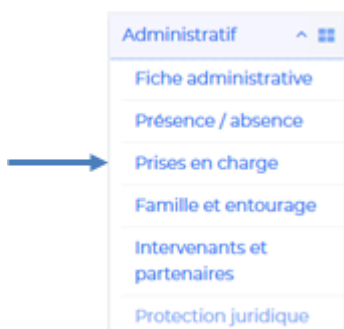 Administratif
Fiche administrative
Présence / absence
Prises en charge
Famille et entourage
Intervenants et
partenaires
Protection juridique